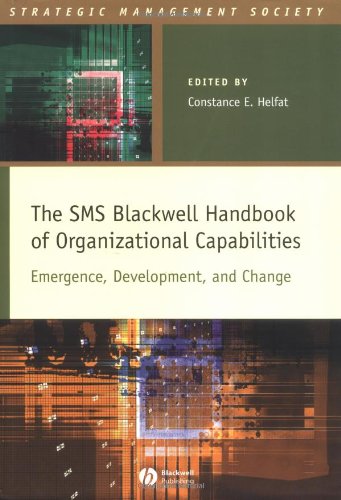 STRATEGIC MANAGEMENT SOCIETY
EDITED BY
Constance E. Helfat
The SMS Blackwell Handbook
of Organizational Capabilities
Emergence, Development, and Change
Blackwell
Publishing